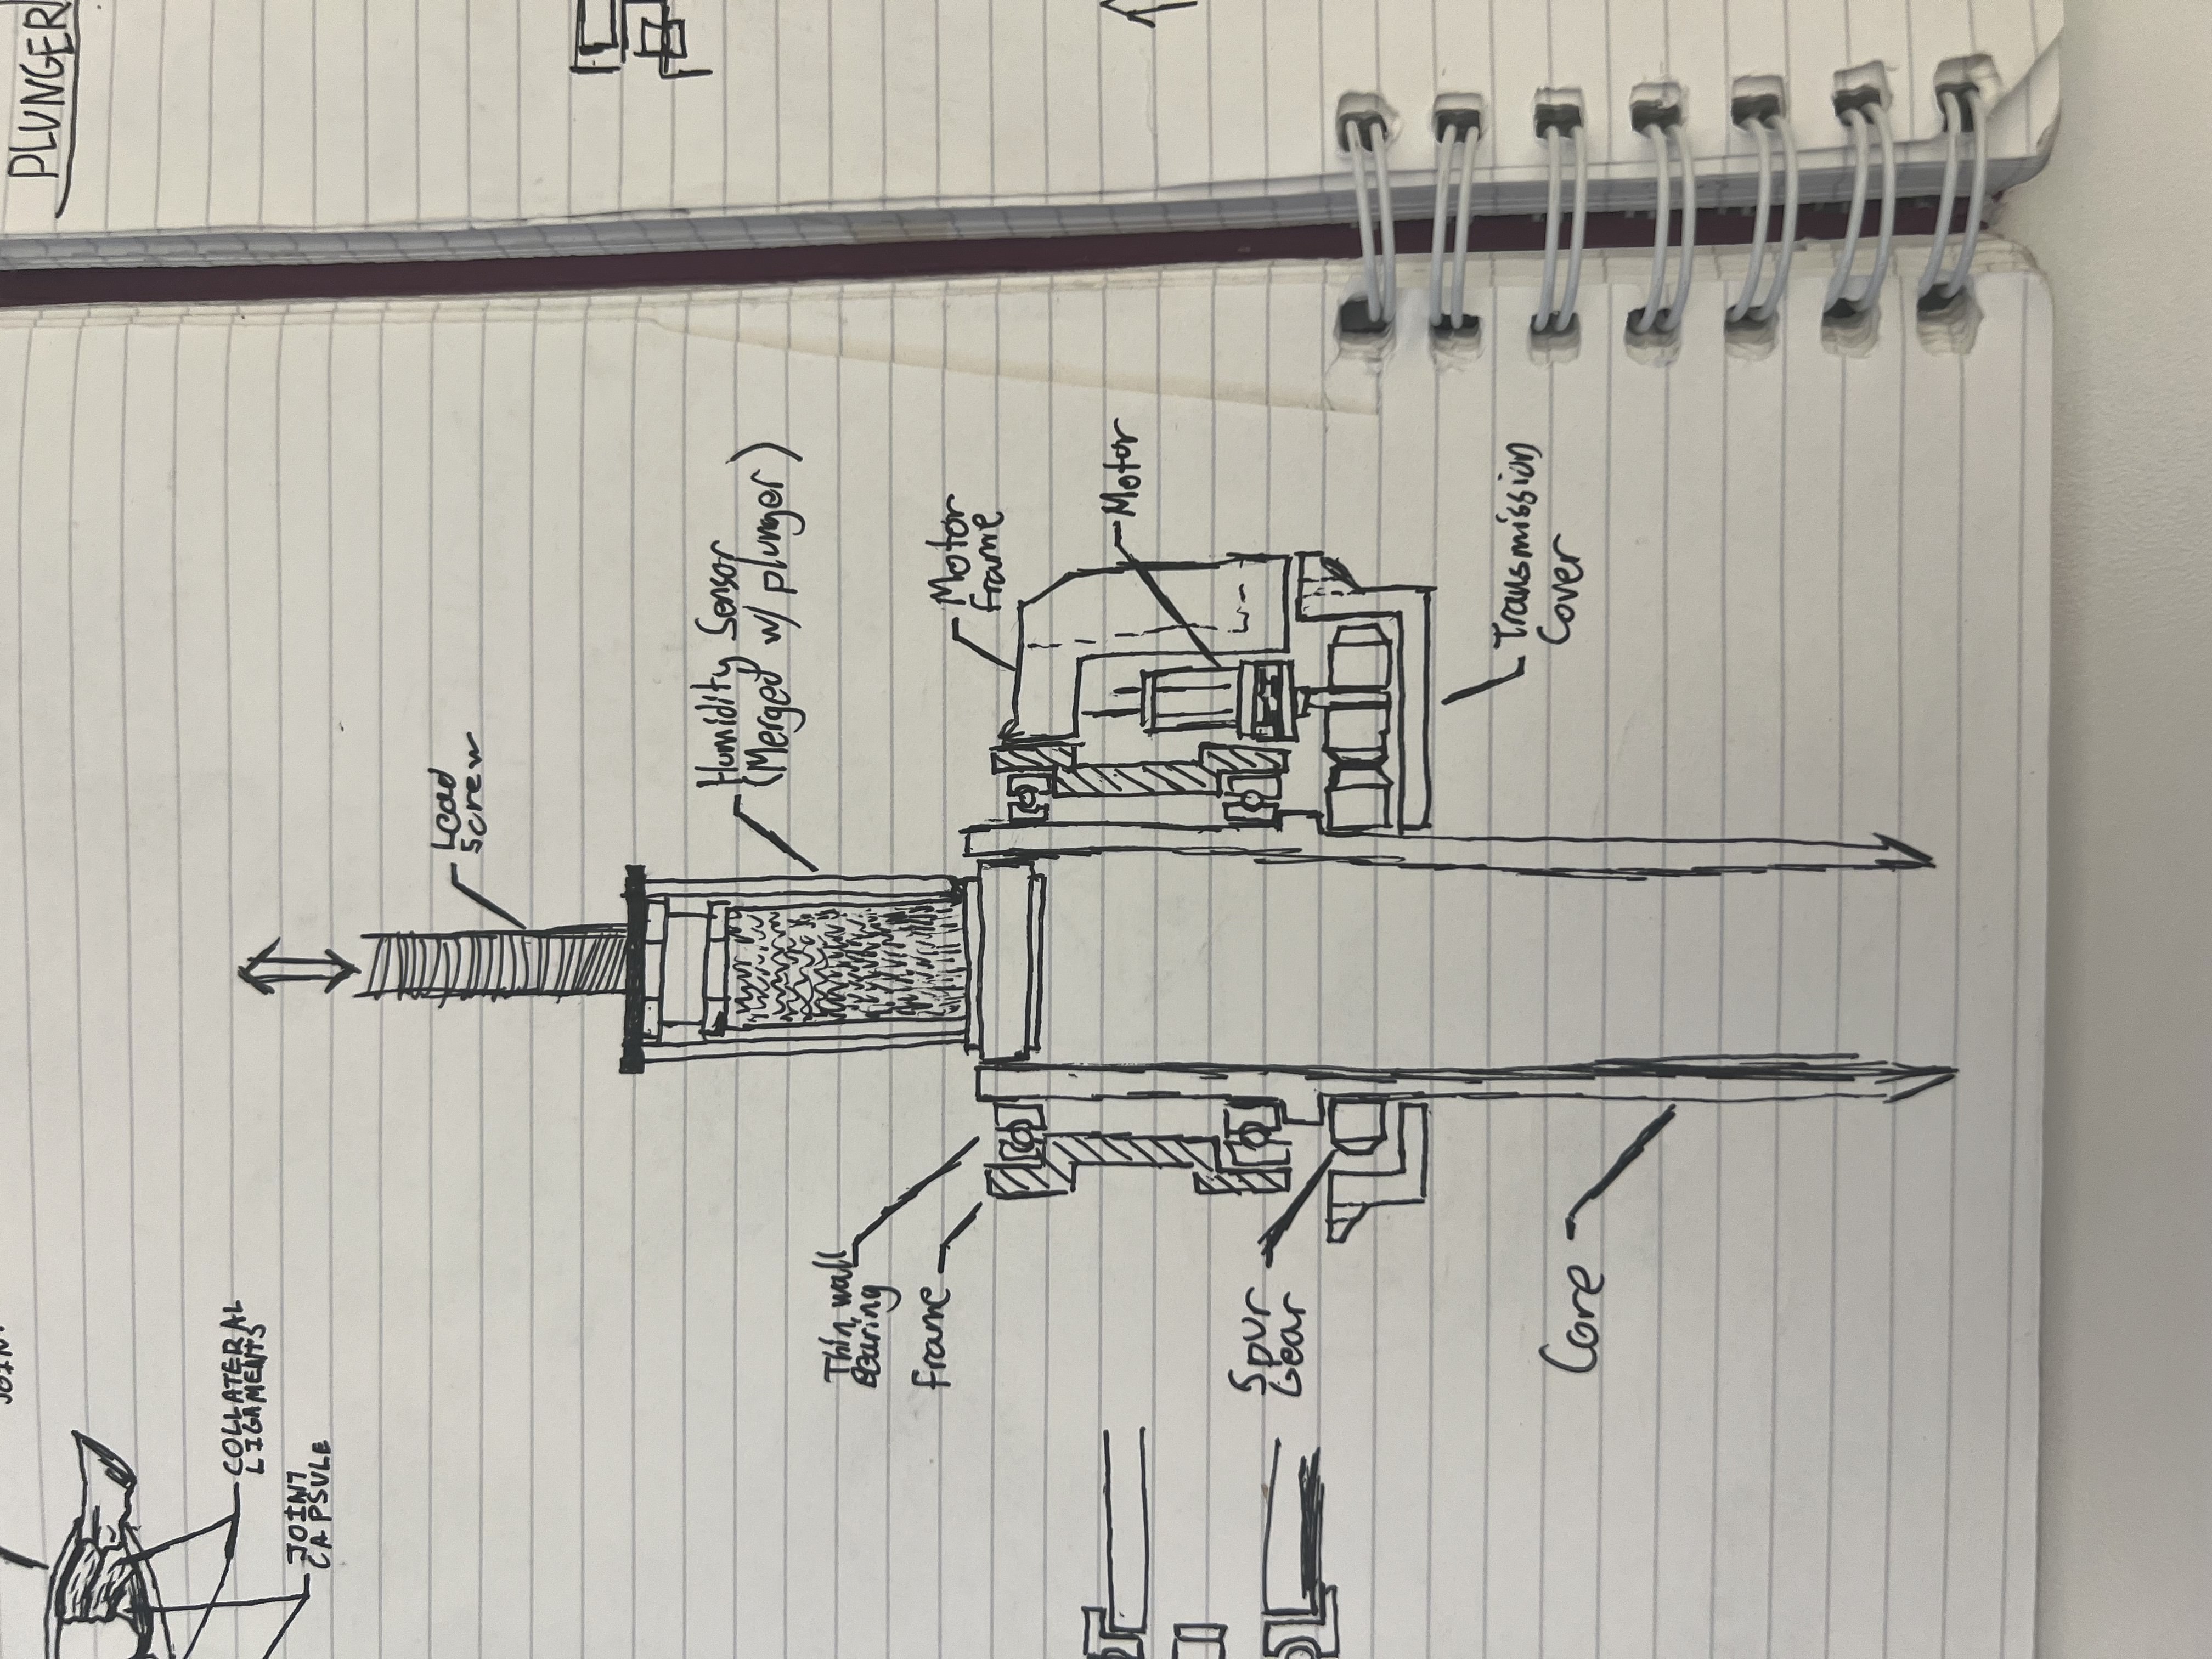 JOINT
COLLATERAL
LIGAMENTS
JOINT
CAPSULE
Lead
Screw
Humidity Sensor
(Merged w/ plunger)
Thin wall
Bearing
Frame
Motor
Frame
Motor
Spur
Gear
Transmission
Cover
Core
PLUNGER